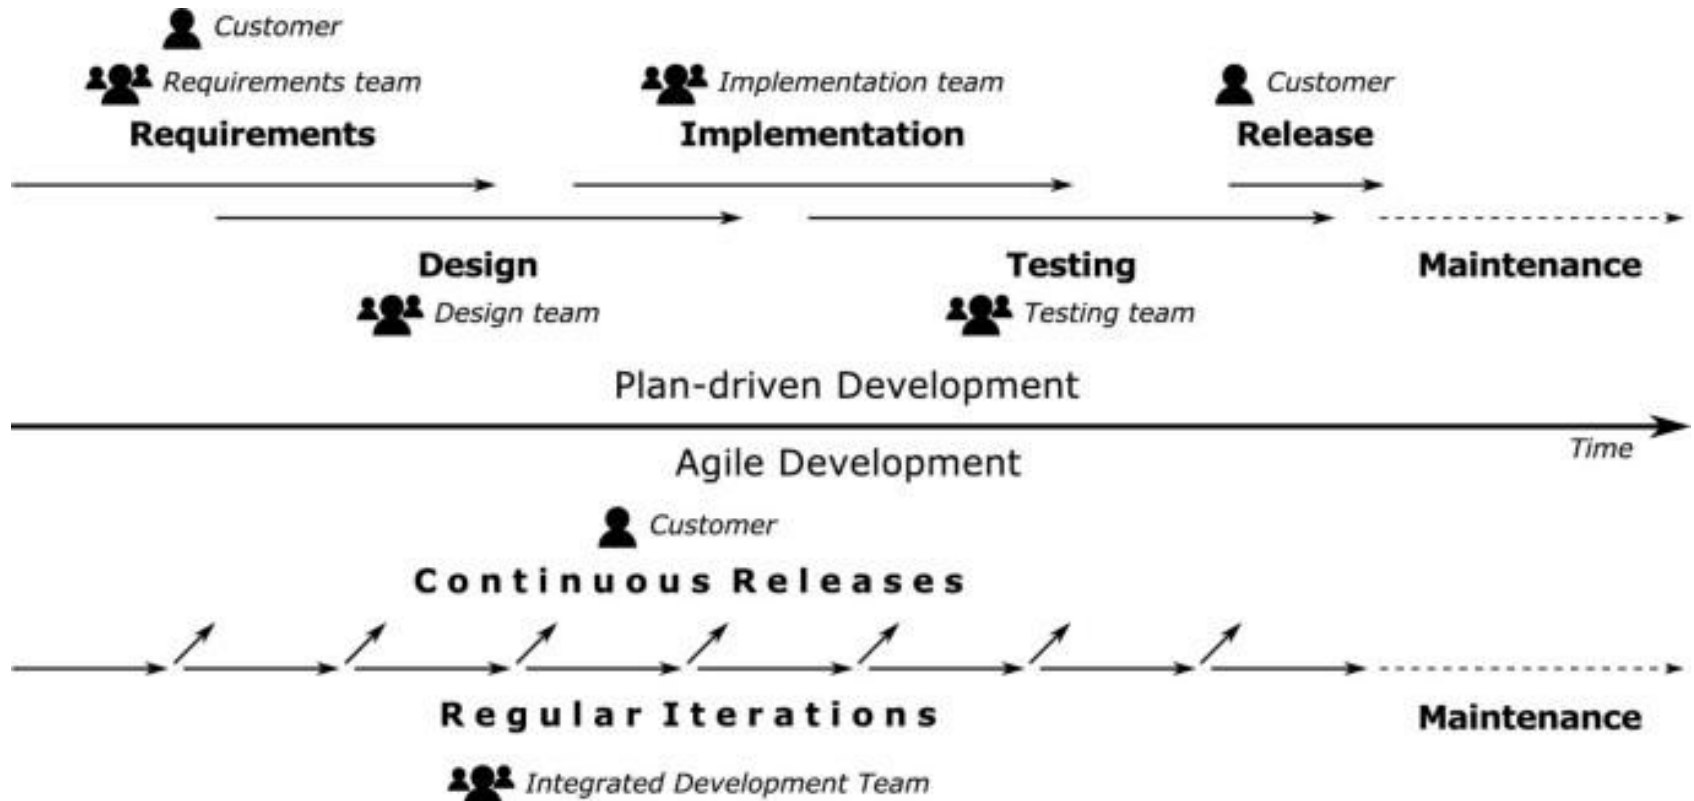 Customer
Requirements team
Implementation team
Customer
Requirements
Implementation
Release
Design
Testing
Maintenance
Design team
Testing team
Plan-driven Development
Time
Agile Development
Customer
Continuous Releases
Regular Iterations
Maintenance
Integrated Development Team